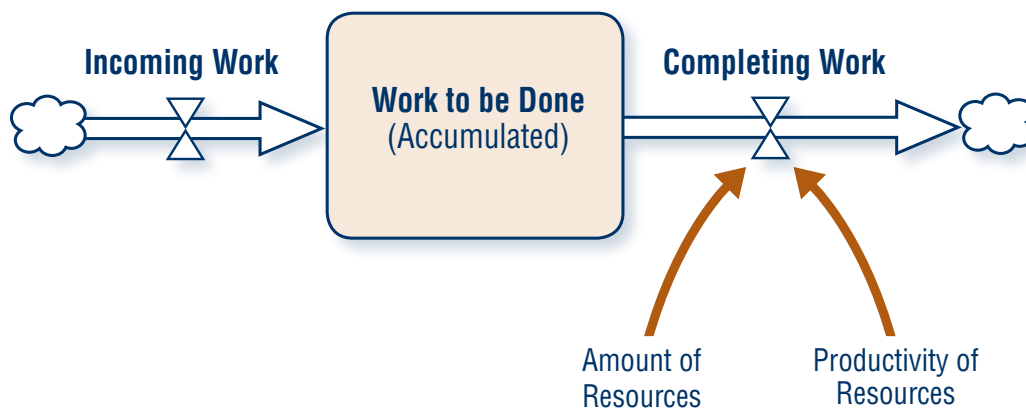 Incoming Work
Work to be Done
(Accumulated)
Completing Work
Amount of
Resources
Productivity of
Resources